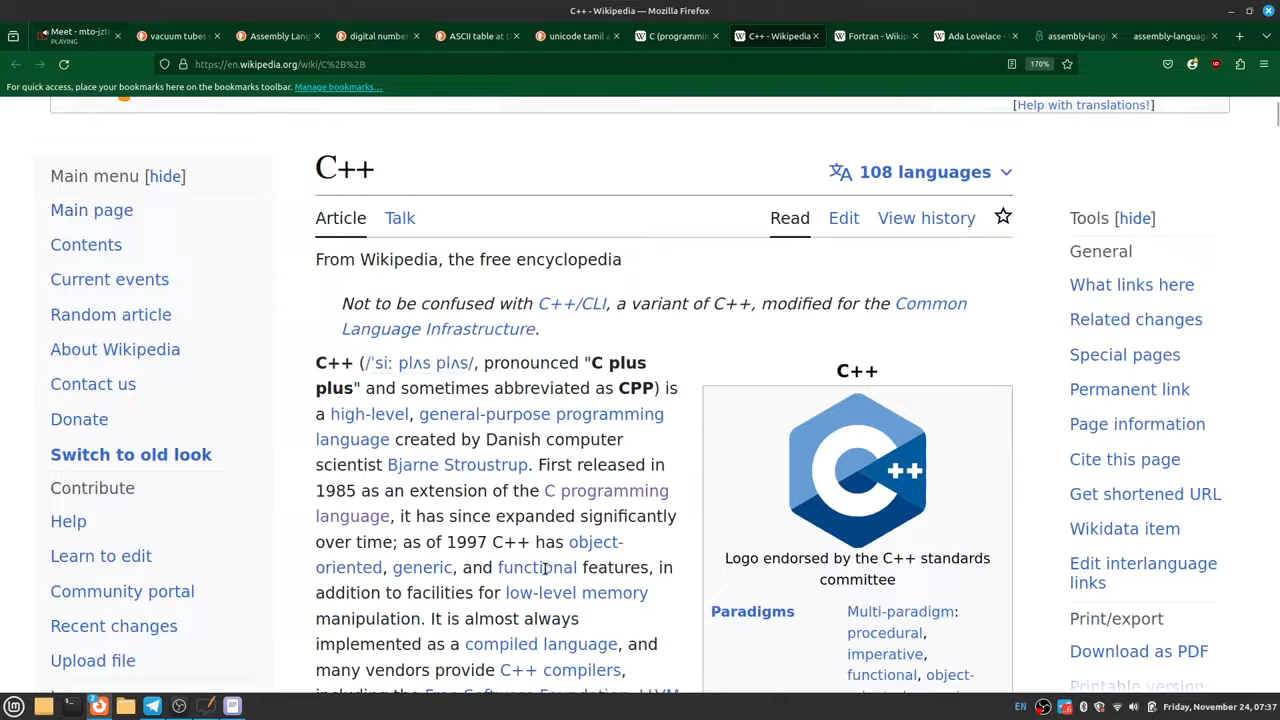 C++ - Wikipedia — Mozilla Firefox
Meet - mto-jztr
PLAYING
vacuum tubes
Assembly Lang
digital number
ASCII table at D
unicode tamil a
C (programmin
C++ - Wikipedia
Fortran - Wikip
Ada Lovelace -
assembly-lang
assembly-language
https://en.wikipedia.org/wiki/C%2B%2B
170%
For quick access, place your bookmarks here on the bookmarks toolbar. Manage bookmarks…
[Help with translations!]
Main menu [hide]
Main page
Contents
Current events
Random article
About Wikipedia
Contact us
Donate
Switch to old look
Contribute
Help
Learn to edit
Community portal
Recent changes
Upload file
C++
108 languages
Article Talk
Read Edit View history
From Wikipedia, the free encyclopedia
Not to be confused with C++/CLI, a variant of C++, modified for the Common
Language Infrastructure.
C++ (/ˈsiː plʌs plʌs/, pronounced "C plus
plus" and sometimes abbreviated as CPP) is
a high-level, general-purpose programming
language created by Danish computer
scientist Bjarne Stroustrup. First released in
1985 as an extension of the C programming
language, it has since expanded significantly
over time; as of 1997 C++ has object-
oriented, generic, and functional features, in
addition to facilities for low-level memory
manipulation. It is almost always
implemented as a compiled language, and
many vendors provide C++ compilers,
including the Free Software Foundation, LLVM,
C++
C ++
Logo endorsed by the C++ standards
committee
Paradigms
Multi-paradigm:
procedural,
imperative,
functional, object-
Tools [hide]
General
What links here
Related changes
Special pages
Permanent link
Page information
Cite this page
Get shortened URL
Wikidata item
Edit interlanguage
links
Print/export
Download as PDF
Printable version
EN
Friday, November 24, 07:37